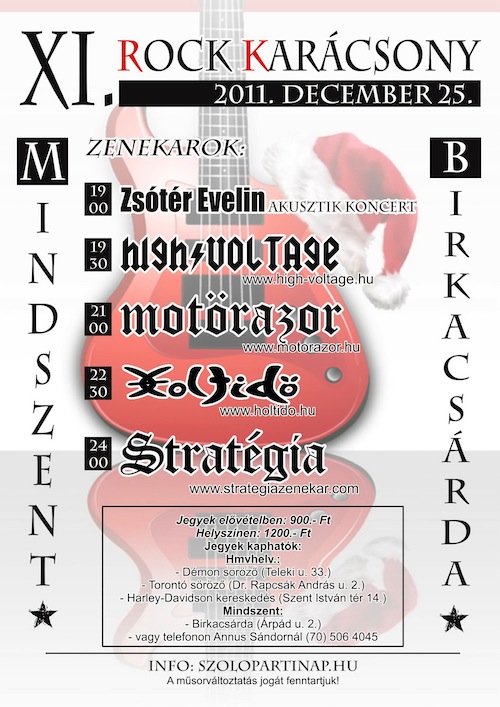 XI. ROCK KARÁCSONY
2011. DECEMBER 25.
MINDSZENT
BIRKACSÁRDA
ZENEKAROK:
19 00 Zsótér Evelin AKUSZTIK KONCERT
19 30 HIGH VOLTAGE
www.high-voltage.hu
21 00 motörazor
www.motorazor.hu
22 30 Holtidő
www.holtido.hu
24 00 Stratégia
www.strategiazenekar.com
Jegyek elővételben: 900.- Ft
Helyszínen: 1200.- Ft
Jegyek kaphatók:
Hmvhely.:
- Démon söröző (Teleki u. 33.)
- Torontó söröző (Dr. Rapcsák András u. 2.)
- Harley-Davidson kereskedés (Szent István tér 14.)
Mindszent:
- Birkacsárda (Árpád u. 2.)
- vagy telefonon Annus Sándornál (70) 506 4045
INFO: SZOLOPARTINAP.HU
A műsorváltoztatás jogát fenntartjuk!